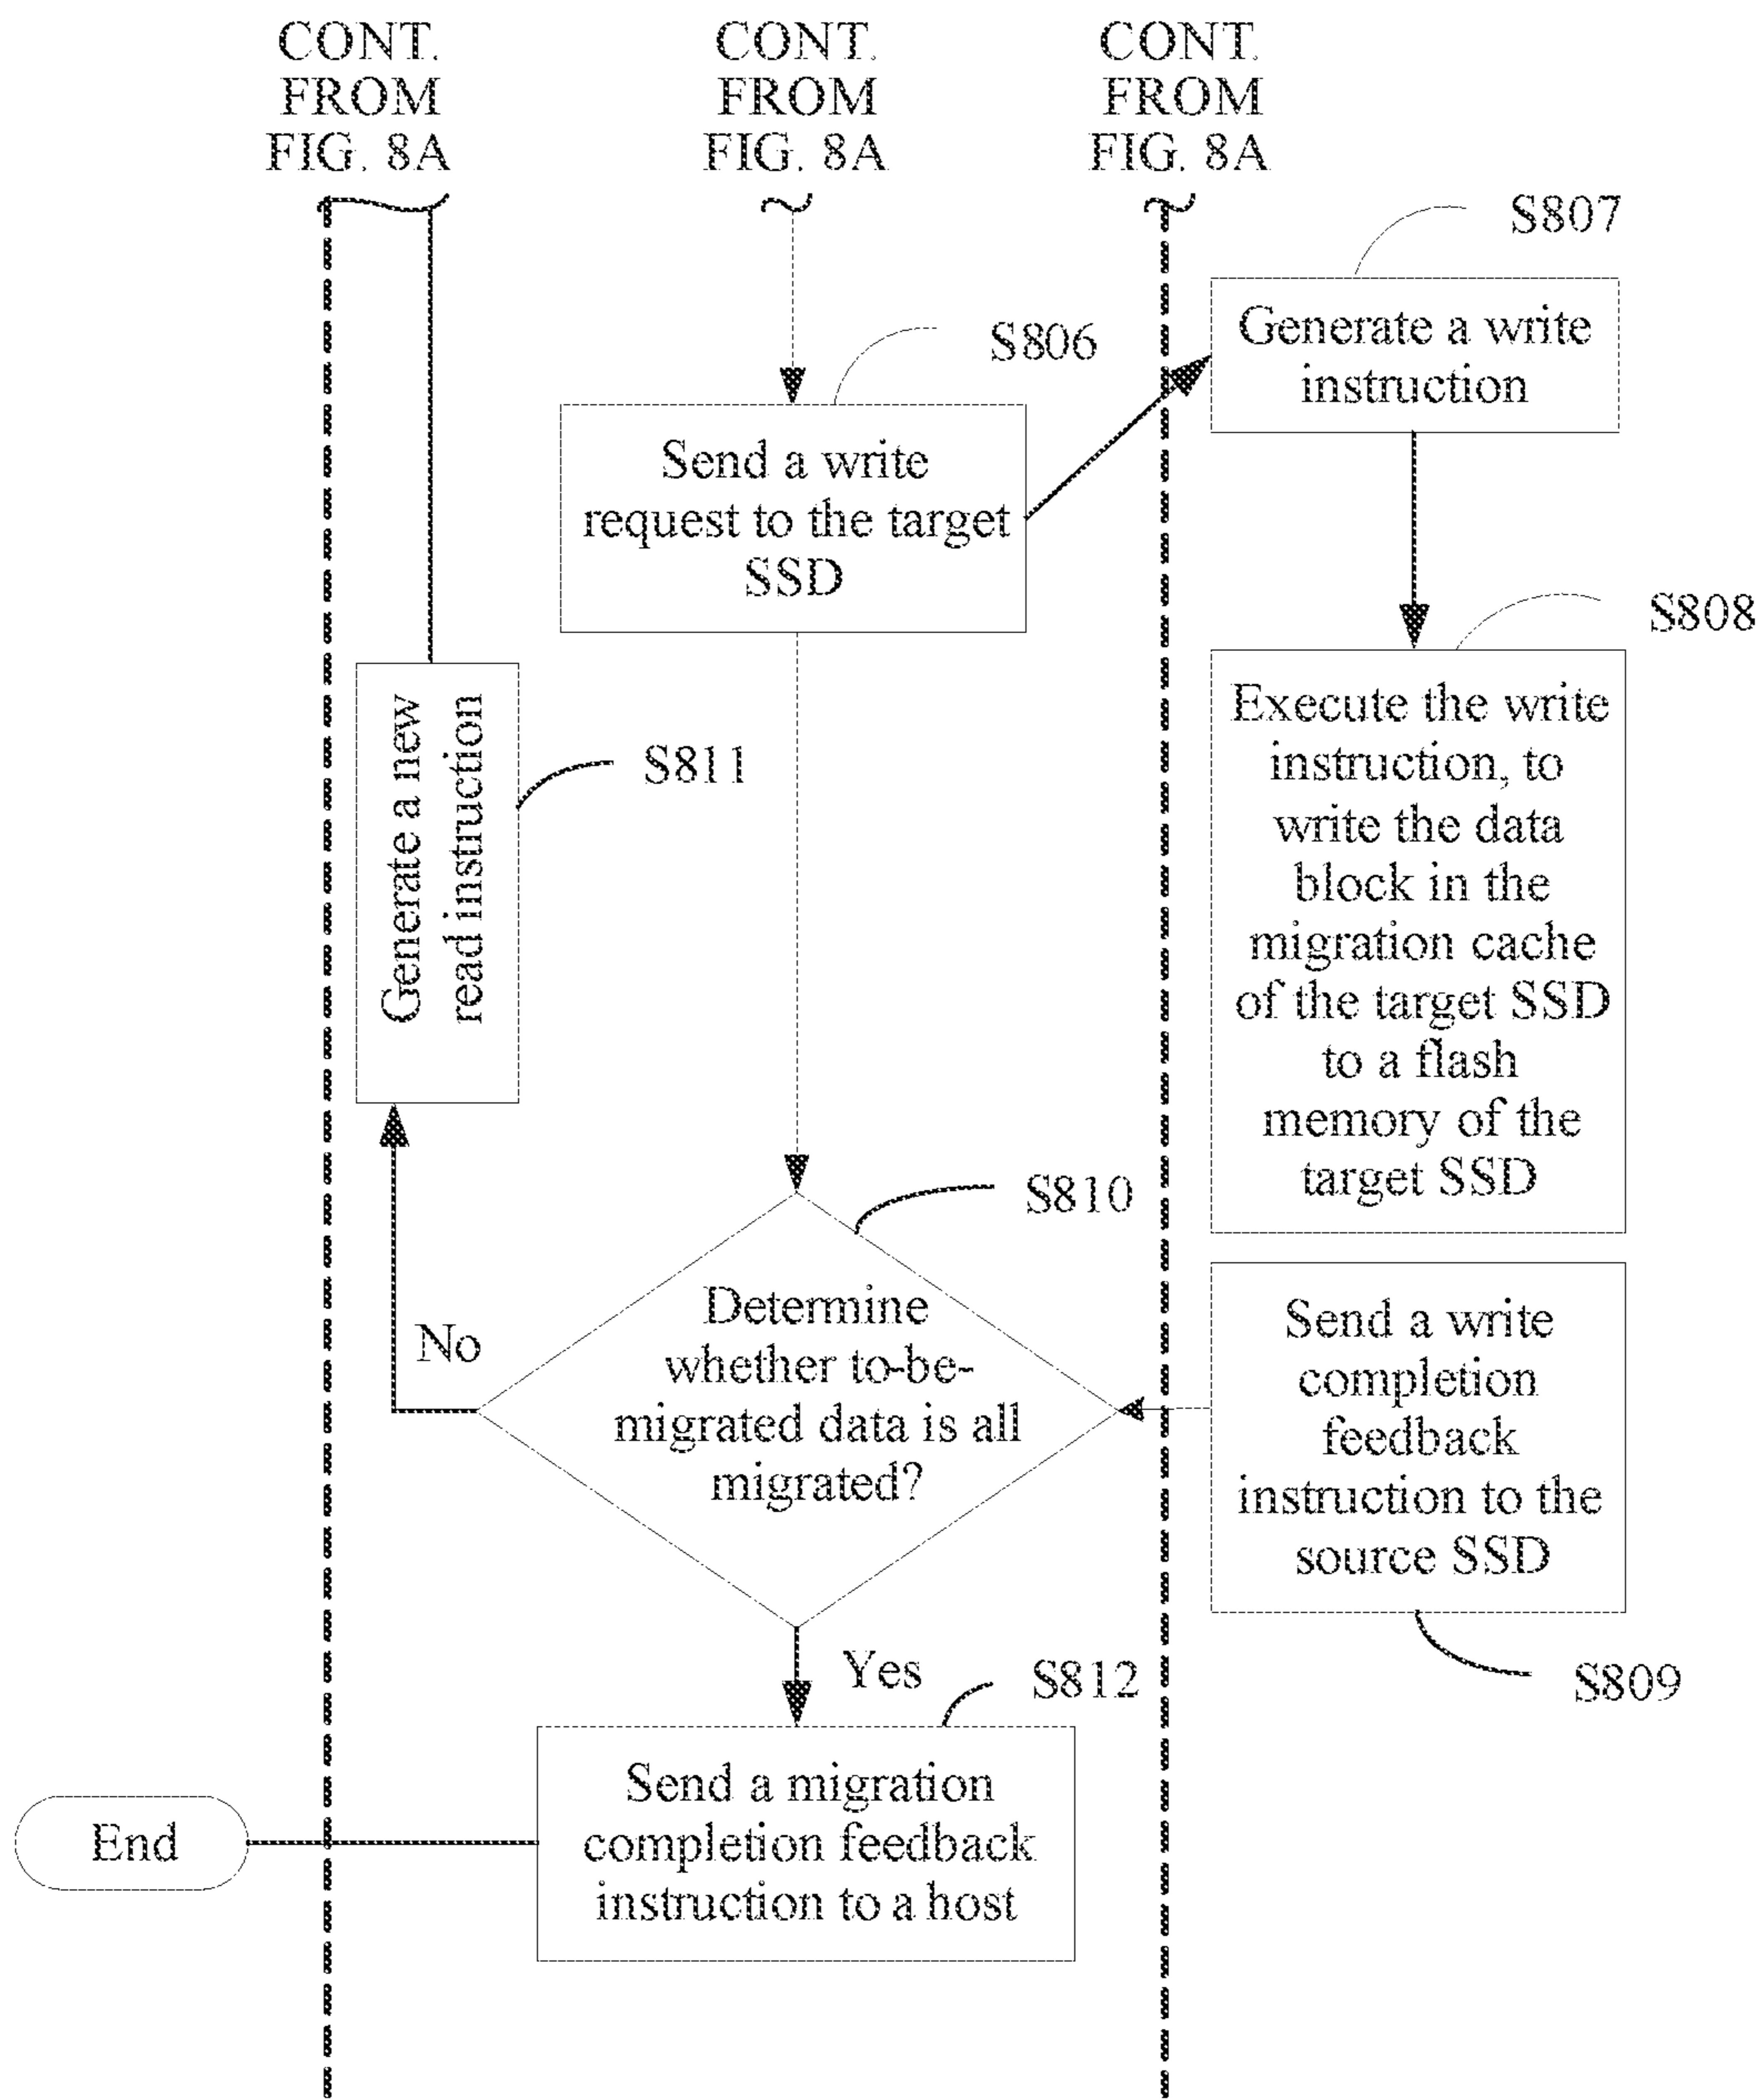 CONT.
FROM
FIG. 8A
CONT.
FROM
FIG. 8A
CONT.
FROM
FIG. 8A
S807
Generate a write
instruction
S806
Send a write
request to the target
SSD
S808
Execute the write
instruction, to
write the data
block in the
migration cache
of the target SSD
to a flash
memory of the
target SSD
Generate a new
read instruction
S811
S810
Determine
whether to-be-
migrated data is all
migrated?
No
Yes
Send a write
completion
feedback
instruction to the
source SSD
S809
S812
Send a migration
completion feedback
instruction to a host
End